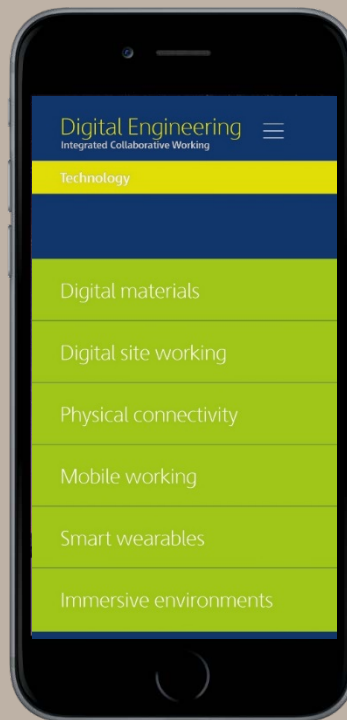 Digital Engineering
Integrated Collaborative Working
Technology
Digital materials
Digital site working
Physical connectivity
Mobile working
Smart wearables
Immersive environments